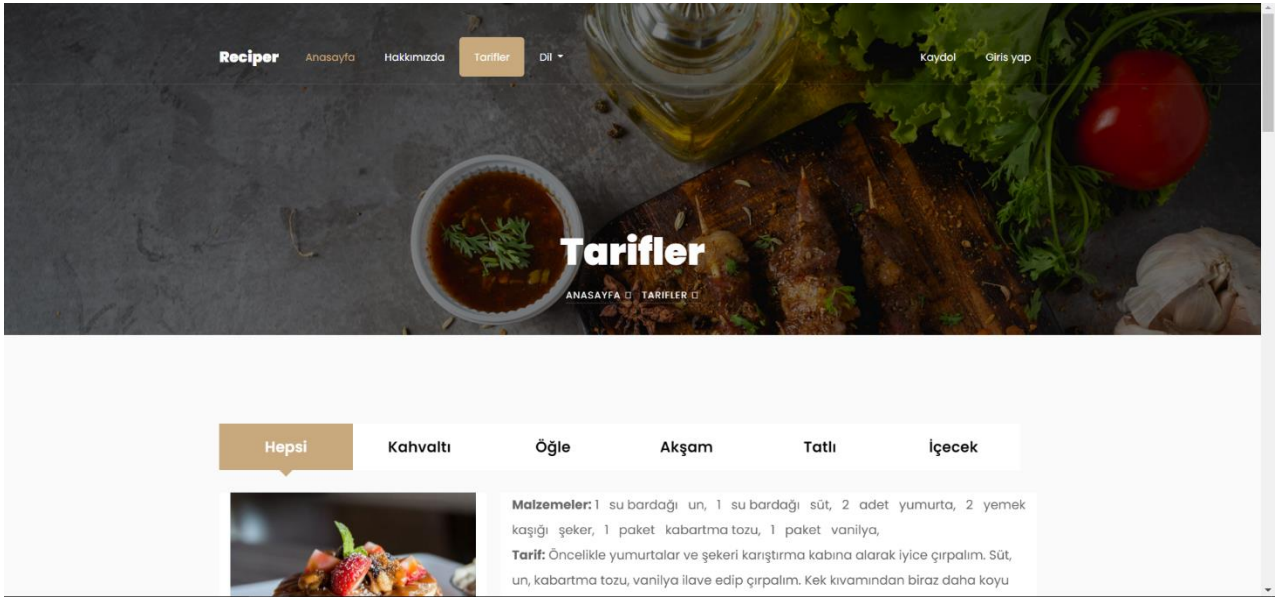 Reciper Anasayfa Hakkımızda Tarifler Dil Kaydol Giris yap
Tarifler
ANASAYFA TARIFLER
Hepsi Kahvaltı Öğle Akşam Tatlı İçecek
Malzemeler: 1 su bardağı un, 1 su bardağı süt, 2 adet yumurta, 2 yemek
kaşığı şeker, 1 paket kabartma tozu, 1 paket vanilya,
Tarif: Öncelikle yumurtalar ve şekeri karıştırma kabına alarak iyice çırpalım. Süt,
un, kabartma tozu, vanilya ilave edip çırpalım. Kek kıvamından biraz daha koyu